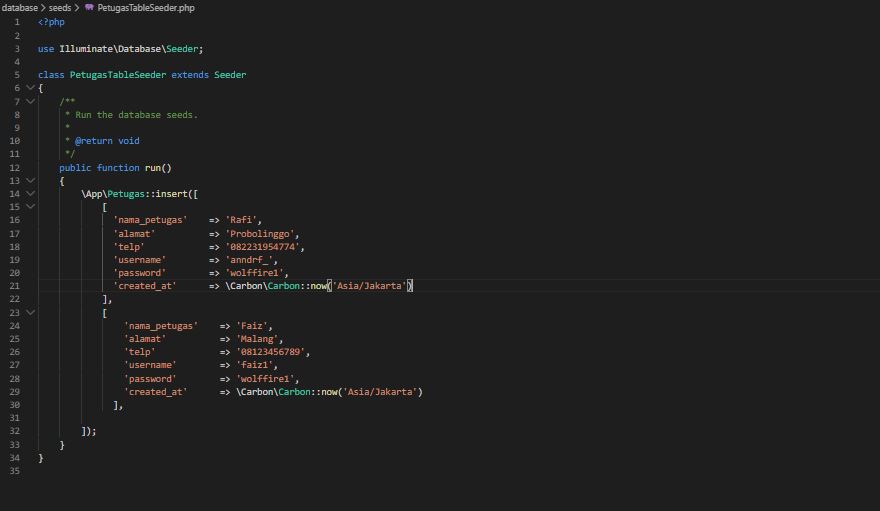 database > seeds > PetugasTableSeeder.php
1 <?php
2
3 use Illuminate\Database\Seeder;
4
5 class PetugasTableSeeder extends Seeder
6 {
7     /**
8      * Run the database seeds.
9      *
10      * @return void
11      */
12     public function run()
13     {
14         \App\Petugas::insert([
15             [
16               'nama_petugas'    => 'Rafi',
17               'alamat'          => 'Probolinggo',
18               'telp'            => '082231954774',
19               'username'        => 'anndrf_',
20               'password'        => 'wolffire1',
21               'created_at'      => \Carbon\Carbon::now('Asia/Jakarta')
22             ],
23             [
24                 'nama_petugas'    => 'Faiz',
25                 'alamat'          => 'Malang',
26                 'telp'            => '08123456789',
27                 'username'        => 'faiz1',
28                 'password'        => 'wolffire1',
29                 'created_at'      => \Carbon\Carbon::now('Asia/Jakarta')
30               ],
31
32         ]);
33     }
34 }
35